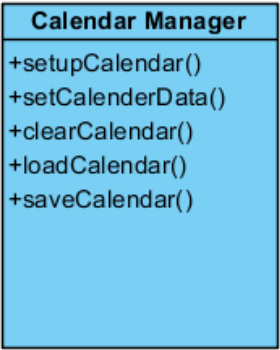 Calendar Manager
+setupCalendar()
+setCalenderData()
+clearCalendar()
+loadCalendar()
+saveCalendar()